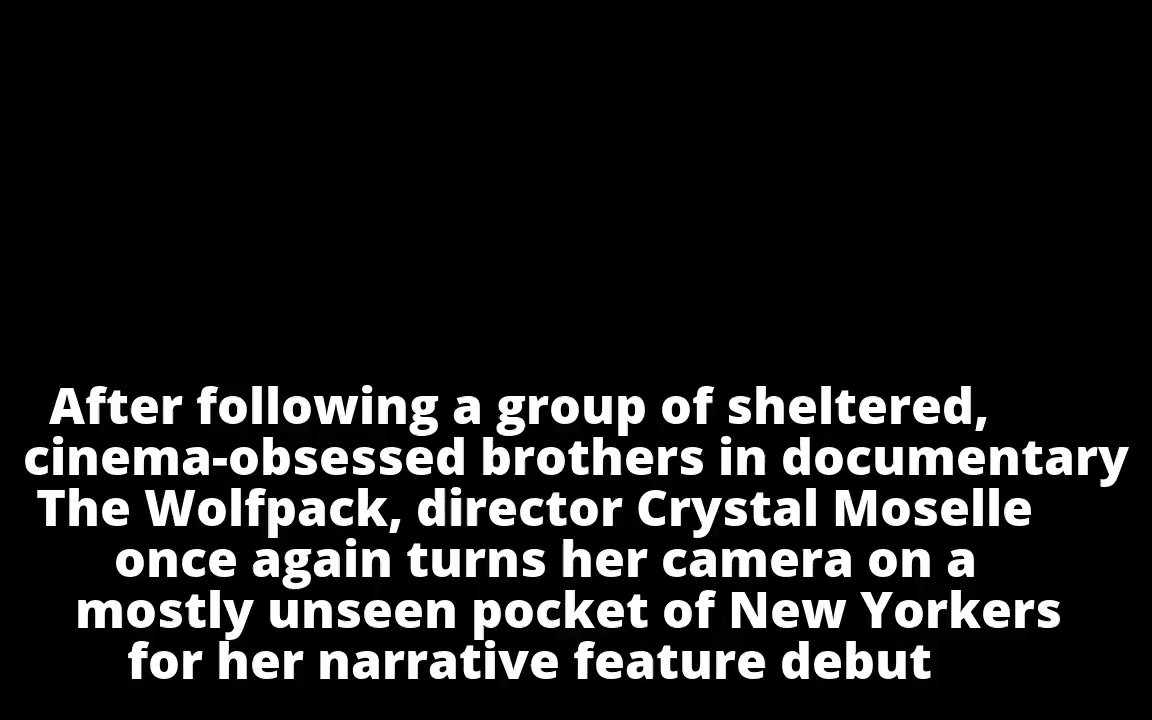 After following a group of sheltered,
cinema-obsessed brothers in documentary
The Wolfpack, director Crystal Moselle
once again turns her camera on a
mostly unseen pocket of New Yorkers
for her narrative feature debut